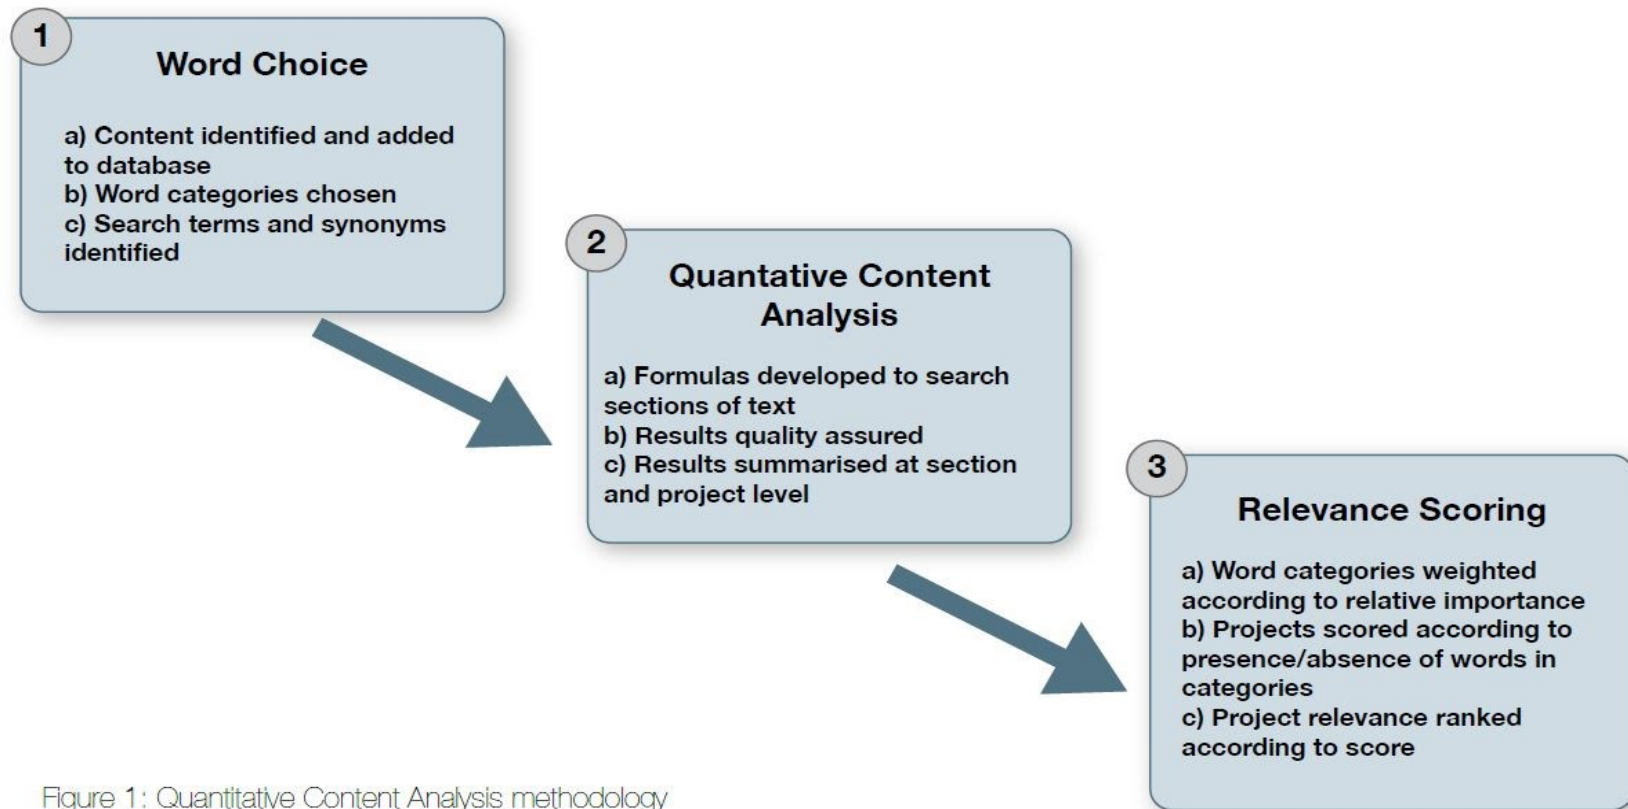 1
Word Choice
a) Content identified and added
to database
b) Word categories chosen
c) Search terms and synonyms
identified
2
Quantative Content
Analysis
a) Formulas developed to search
sections of text
b) Results quality assured
c) Results summarised at section
and project level
3
Relevance Scoring
a) Word categories weighted
according to relative importance
b) Projects scored according to
presence/absence of words in
categories
c) Project relevance ranked
according to score
Figure 1: Quantitative Content Analysis methodology